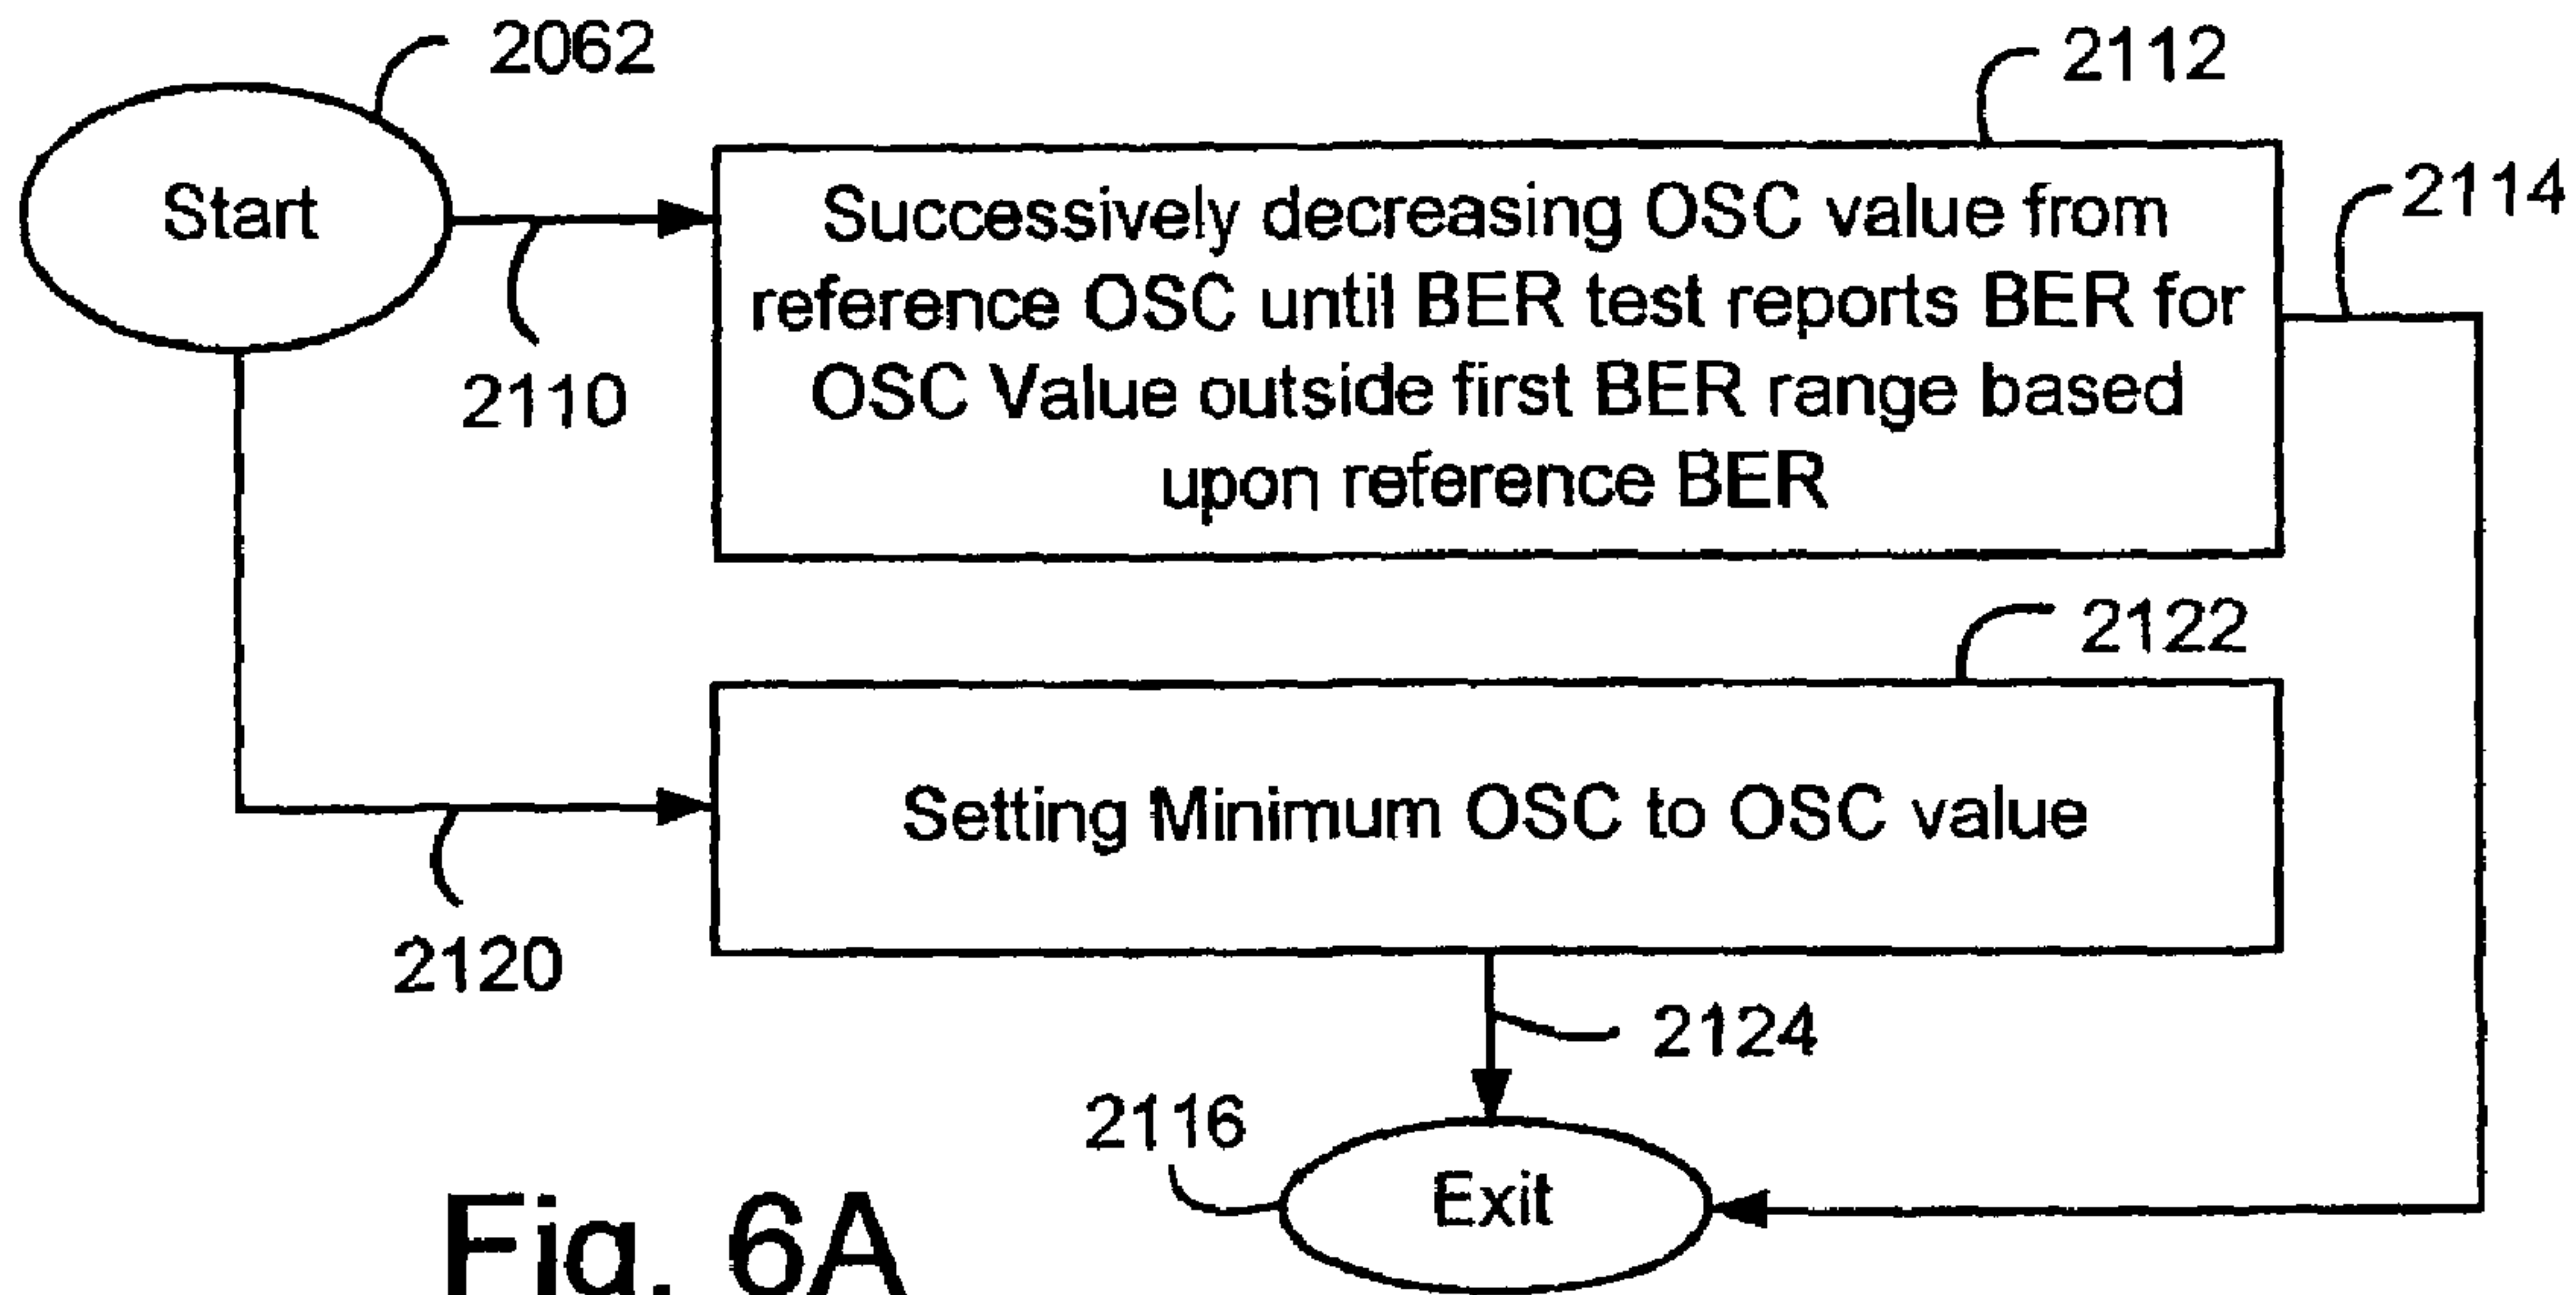 2062
2112
Start
Successively decreasing OSC value from
reference OSC until BER test reports BER for
OSC Value outside first BER range based
upon reference BER
2114
2110
2122
Setting Minimum OSC to OSC value
2120
2124
2116
Exit
Fig. 6A